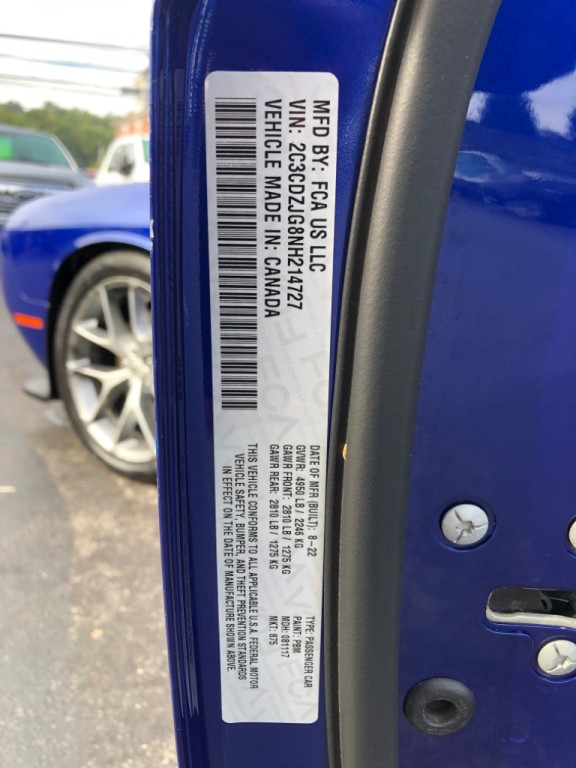 MFD BY: FCA US LLC
VIN: 2C3CDZJG8NH214727
VEHICLE MADE IN: CANADA
DATE OF MFR (BUILT): 8-22
GVWR: 4950 LB / 2246 KG
GAWR FRONT: 2810 LB / 1275 KG
GAWR REAR: 2810 LB / 1275 KG
TYPE: PASSENGER CAR
PAINT: PBM
MDH: 081117
MKT: 875
THIS VEHICLE CONFORMS TO ALL APPLICABLE U.S.A. FEDERAL MOTOR
VEHICLE SAFETY, BUMPER, AND THEFT PREVENTION STANDARDS
IN EFFECT ON THE DATE OF MANUFACTURE SHOWN ABOVE.